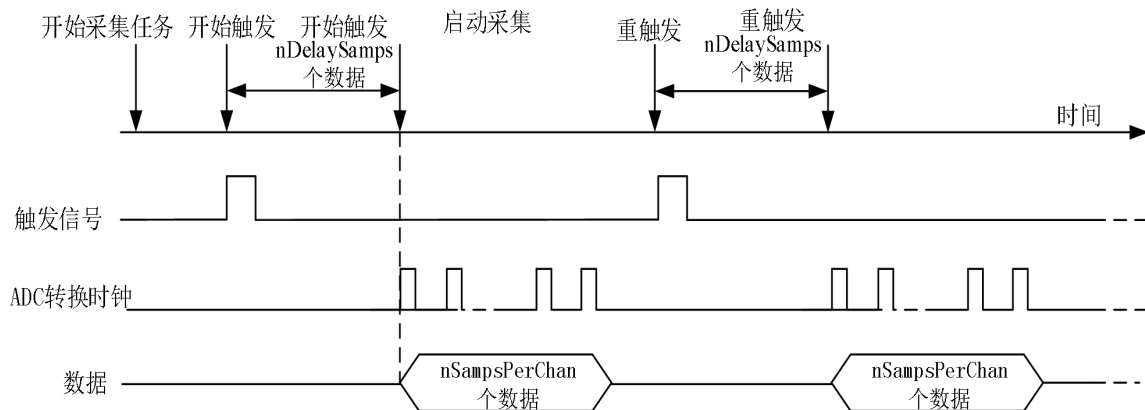 开始采集任务
开始触发
开始触发
nDelaySamps
个数据
启动采集
重触发
重触发
nDelaySamps
个数据
时间
触发信号
ADC转换时钟
数据
nSampsPerChan
个数据
nSampsPerChan
个数据